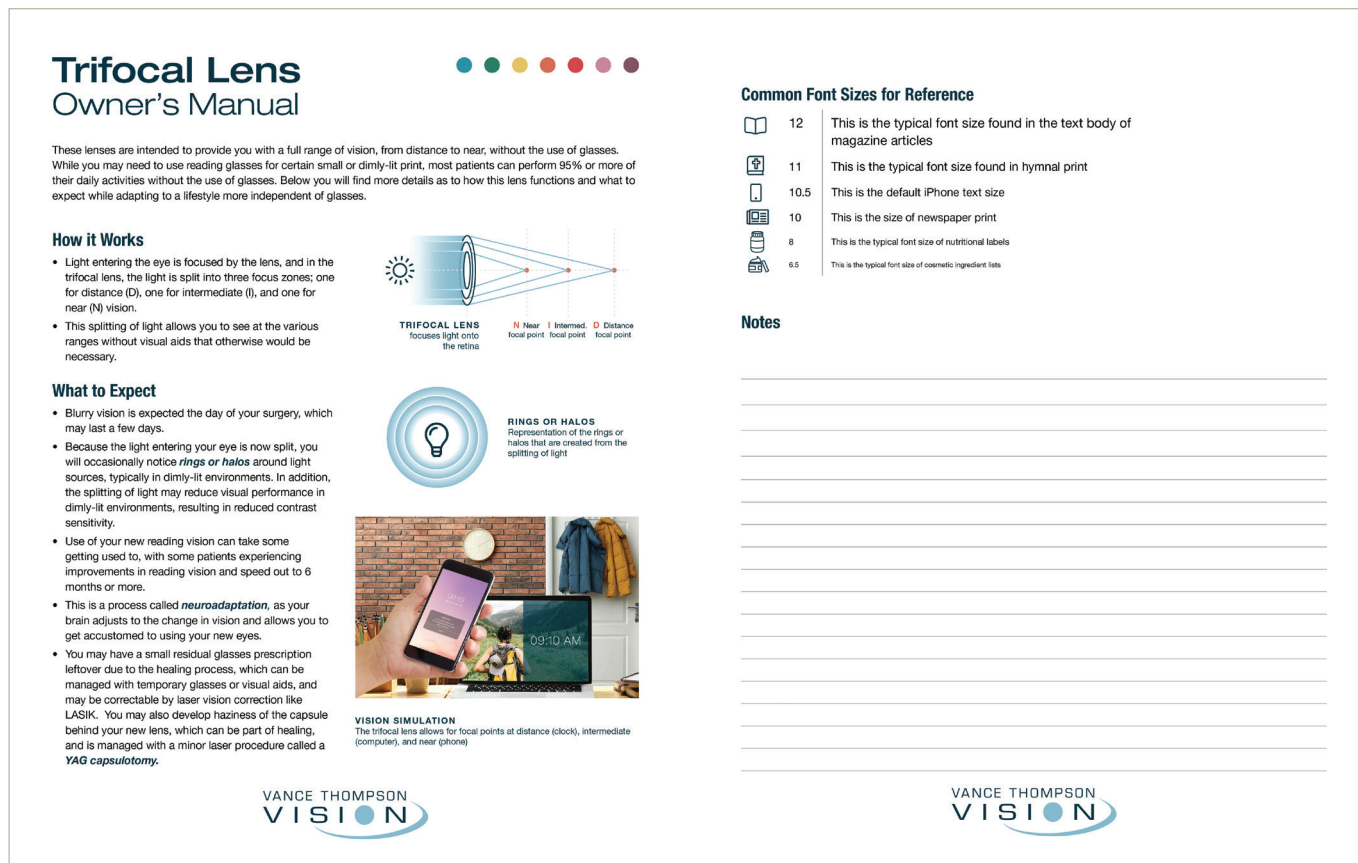 Trifocal Lens
Owner's Manual
These lenses are intended to provide you with a full range of vision, from distance to near, without the use of glasses.
While you may need to use reading glasses for certain small or dimly-lit print, most patients can perform 95% or more of
their daily activities without the use of glasses. Below you will find more details as to how this lens functions and what to
expect while adapting to a lifestyle more independent of glasses.
How it Works
• Light entering the eye is focused by the lens, and in the
trifocal lens, the light is split into three focus zones; one
for distance (D), one for intermediate (I), and one for
near (N) vision.
• This splitting of light allows you to see at the various
ranges without visual aids that otherwise would be
necessary.
TRIFOCAL LENS
focuses light onto
the retina
N Near
focal point
I Intermed.
focal point
D Distance
focal point
What to Expect
• Blurry vision is expected the day of your surgery, which
may last a few days.
• Because the light entering your eye is now split, you
will occasionally notice rings or halos around light
sources, typically in dimly-lit environments. In addition,
the splitting of light may reduce visual performance in
dimly-lit environments, resulting in reduced contrast
sensitivity.
• Use of your new reading vision can take some
getting used to, with some patients experiencing
improvements in reading vision and speed out to 6
months or more.
• This is a process called neuroadaptation, as your
brain adjusts to the change in vision and allows you to
get accustomed to using your new eyes.
• You may have a small residual glasses prescription
leftover due to the healing process, which can be
managed with temporary glasses or visual aids, and
may be correctable by laser vision correction like
LASIK. You may also develop haziness of the capsule
behind your new lens, which can be part of healing,
and is managed with a minor laser procedure called a
YAG capsulotomy.
RINGS OR HALOS
Representation of the rings or
halos that are created from the
splitting of light
09:10
09:10 AM
VISION SIMULATION
The trifocal lens allows for focal points at distance (clock), intermediate
(computer), and near (phone)
VANCE THOMPSON
VISION
Common Font Sizes for Reference
12 This is the typical font size found in the text body of
magazine articles
11 This is the typical font size found in hymnal print
10.5 This is the default iPhone text size
10 This is the size of newspaper print
8 This is the typical font size of nutritional labels
6.5 This is the typical font size of cosmetic ingredient lists
Notes
VANCE THOMPSON
VISION